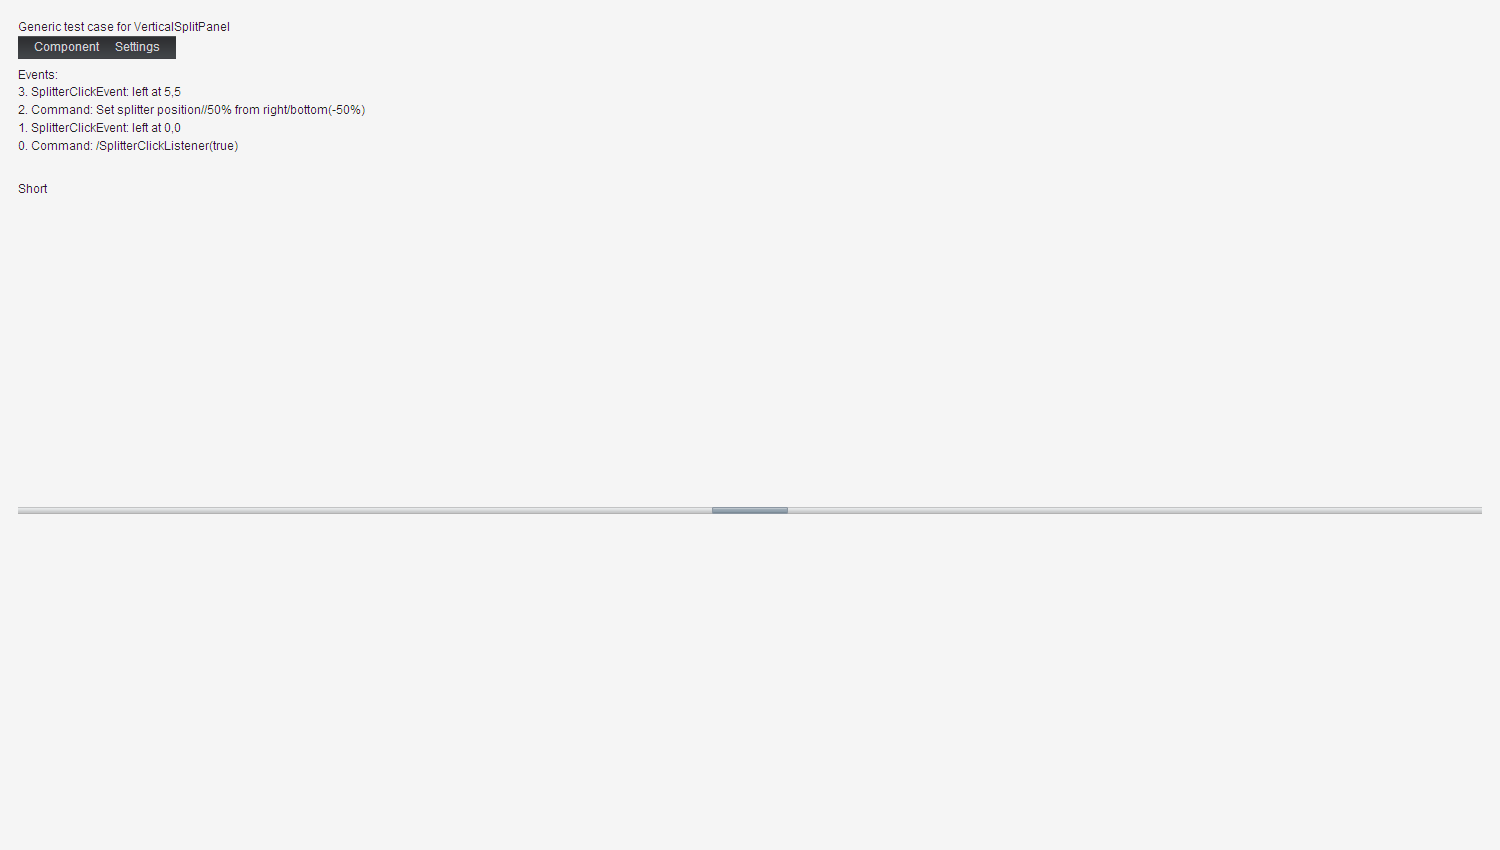 Generic test case for VerticalSplitPanel
Component Settings
Events:
3. SplitterClickEvent: left at 5,5
2. Command: Set splitter position//50% from right/bottom(-50%)
1. SplitterClickEvent: left at 0,0
0. Command: /SplitterClickListener(true)
Short